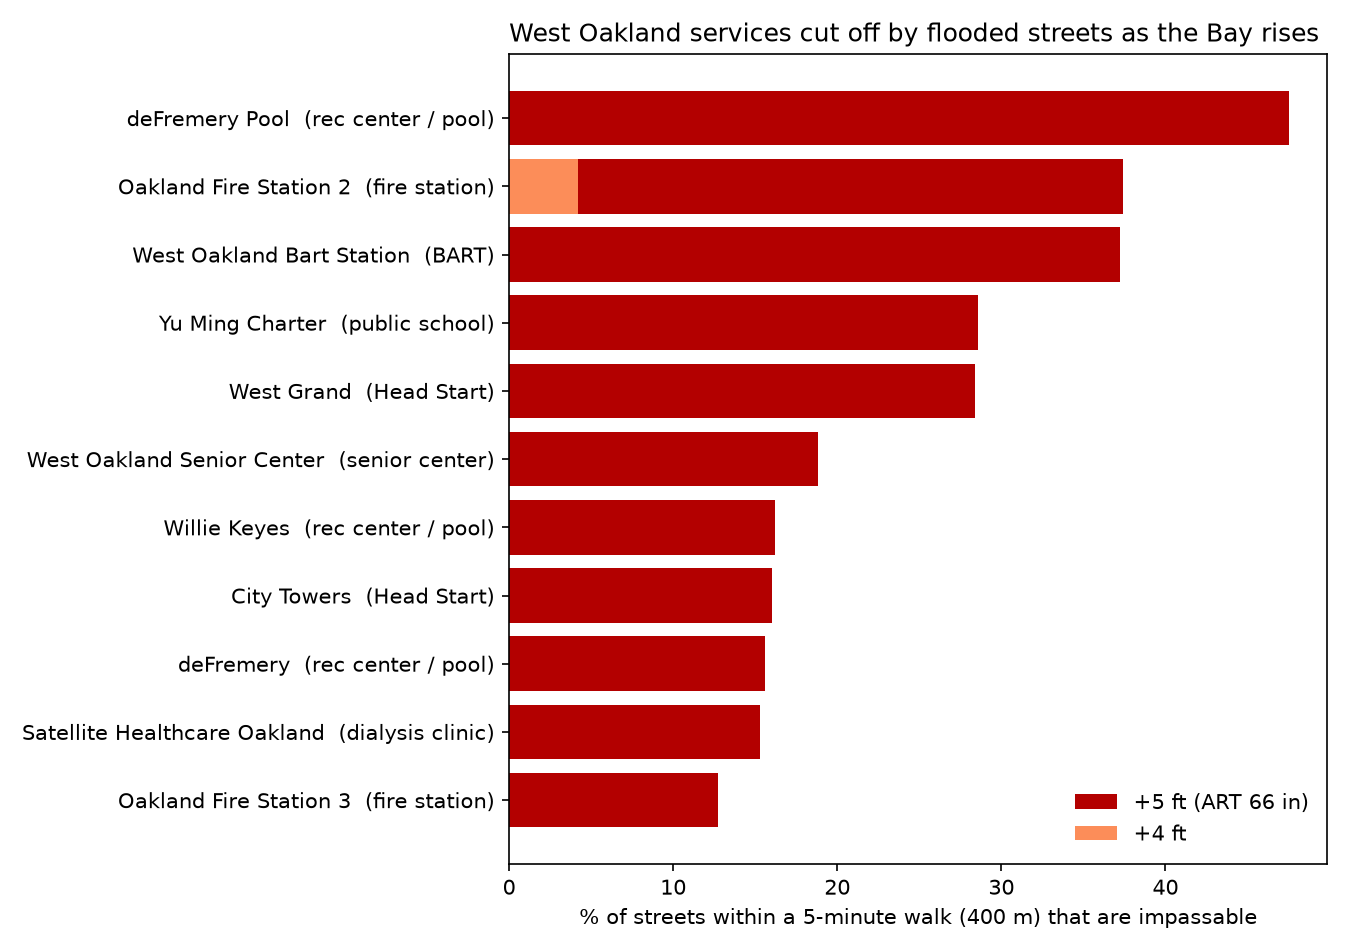 West Oakland services cut off by flooded streets as the Bay rises
deFremery Pool  (rec center / pool)
Oakland Fire Station 2  (fire station)
West Oakland Bart Station  (BART)
Yu Ming Charter  (public school)
West Grand  (Head Start)
West Oakland Senior Center  (senior center)
Willie Keyes  (rec center / pool)
City Towers  (Head Start)
deFremery  (rec center / pool)
Satellite Healthcare Oakland  (dialysis clinic)
Oakland Fire Station 3  (fire station)
+5 ft (ART 66 in)
+4 ft
0 10 20 30 40
% of streets within a 5-minute walk (400 m) that are impassable